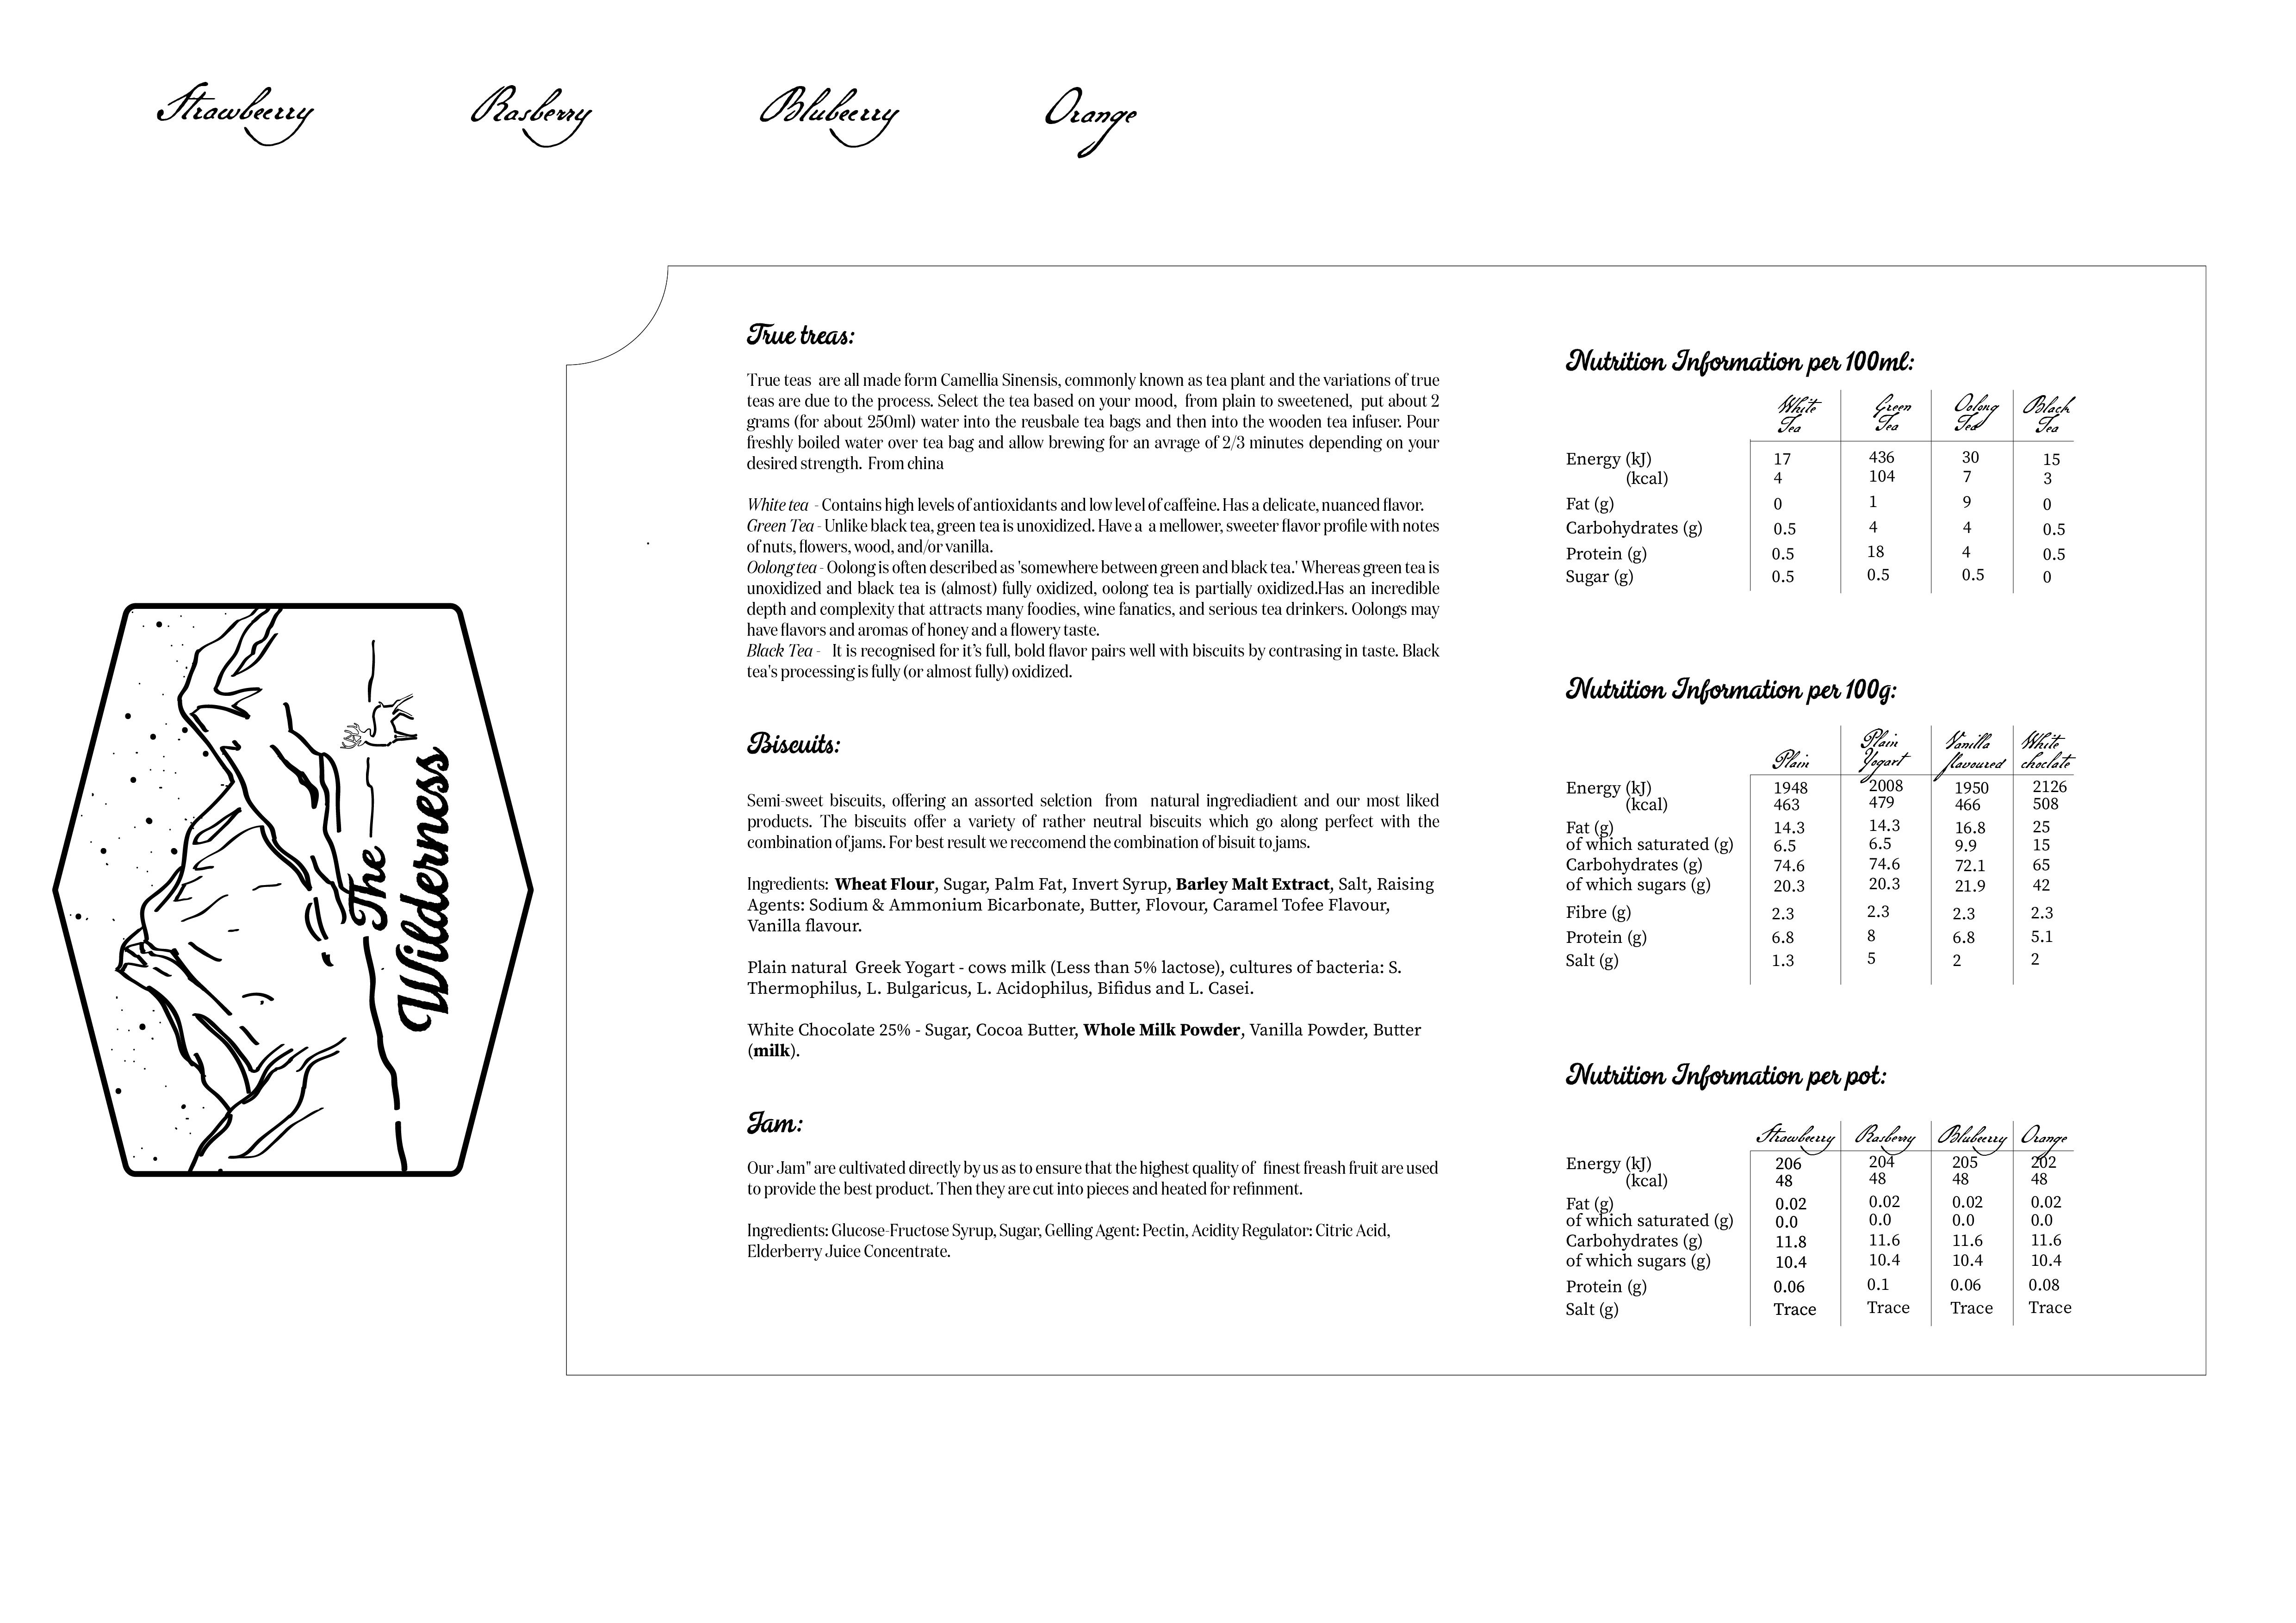 Strawbeerry Rasberry Blubeerry Orange
True treas:
True teas are all made form Camellia Sinensis, commonly known as tea plant and the variations of true
teas are due to the process. Select the tea based on your mood, from plain to sweetened, put about 2
grams (for about 250ml) water into the reusbale tea bags and then into the wooden tea infuser. Pour
freshly boiled water over tea bag and allow brewing for an avrage of 2/3 minutes depending on your
desired strength. From china
White tea - Contains high levels of antioxidants and low level of caffeine. Has a delicate, nuanced flavor.
Green Tea - Unlike black tea, green tea is unoxidized. Have a a mellower, sweeter flavor profile with notes
of nuts, flowers, wood, and/or vanilla.
Oolong tea - Oolong is often described as 'somewhere between green and black tea.' Whereas green tea is
unoxidized and black tea is (almost) fully oxidized, oolong tea is partially oxidized.Has an incredible
depth and complexity that attracts many foodies, wine fanatics, and serious tea drinkers. Oolongs may
have flavors and aromas of honey and a flowery taste.
Black Tea - It is recognised for it’s full, bold flavor pairs well with biscuits by contrasing in taste. Black
tea's processing is fully (or almost fully) oxidized.
Biscuits:
Semi-sweet biscuits, offering an assorted selction from natural ingrediadient and our most liked
products. The biscuits offer a variety of rather neutral biscuits which go along perfect with the
combination of jams. For best result we reccomend the combination of bisuit to jams.
Ingredients: Wheat Flour, Sugar, Palm Fat, Invert Syrup, Barley Malt Extract, Salt, Raising
Agents: Sodium & Ammonium Bicarbonate, Butter, Flovour, Caramel Tofee Flavour,
Vanilla flavour.
Plain natural Greek Yogart - cows milk (Less than 5% lactose), cultures of bacteria: S.
Thermophilus, L. Bulgaricus, L. Acidophilus, Bifidus and L. Casei.
White Chocolate 25% - Sugar, Cocoa Butter, Whole Milk Powder, Vanilla Powder, Butter
(milk).
Jam:
Our Jam" are cultivated directly by us as to ensure that the highest quality of finest freash fruit are used
to provide the best product. Then they are cut into pieces and heated for refinment.
Ingredients: Glucose-Fructose Syrup, Sugar, Gelling Agent: Pectin, Acidity Regulator: Citric Acid,
Elderberry Juice Concentrate.
Nutrition Information per 100ml:
White Tea Green Tea Oolong Tea Black Tea
Energy (kJ) 17 436 30 15
(kcal) 4 104 7 3
Fat (g) 0 1 9 0
Carbohydrates (g) 0.5 4 4 0.5
Protein (g) 0.5 18 4 0.5
Sugar (g) 0.5 0.5 0.5 0
Nutrition Information per 100g:
Plain Plain Yogart Vanilla flavoured White choclate
Energy (kJ) 1948 2008 1950 2126
(kcal) 463 479 466 508
Fat (g) 14.3 14.3 16.8 25
of which saturated (g) 6.5 6.5 9.9 15
Carbohydrates (g) 74.6 74.6 72.1 65
of which sugars (g) 20.3 20.3 21.9 42
Fibre (g) 2.3 2.3 2.3 2.3
Protein (g) 6.8 8 6.8 5.1
Salt (g) 1.3 5 2 2
Nutrition Information per pot:
Strawbeerry Rasberry Blubeerry Orange
Energy (kJ) 206 204 205 202
(kcal) 48 48 48 48
Fat (g) 0.02 0.02 0.02 0.02
of which saturated (g) 0.0 0.0 0.0 0.0
Carbohydrates (g) 11.8 11.6 11.6 11.6
of which sugars (g) 10.4 10.4 10.4 10.4
Protein (g) 0.06 0.1 0.06 0.08
Salt (g) Trace Trace Trace Trace
The
Wilderness